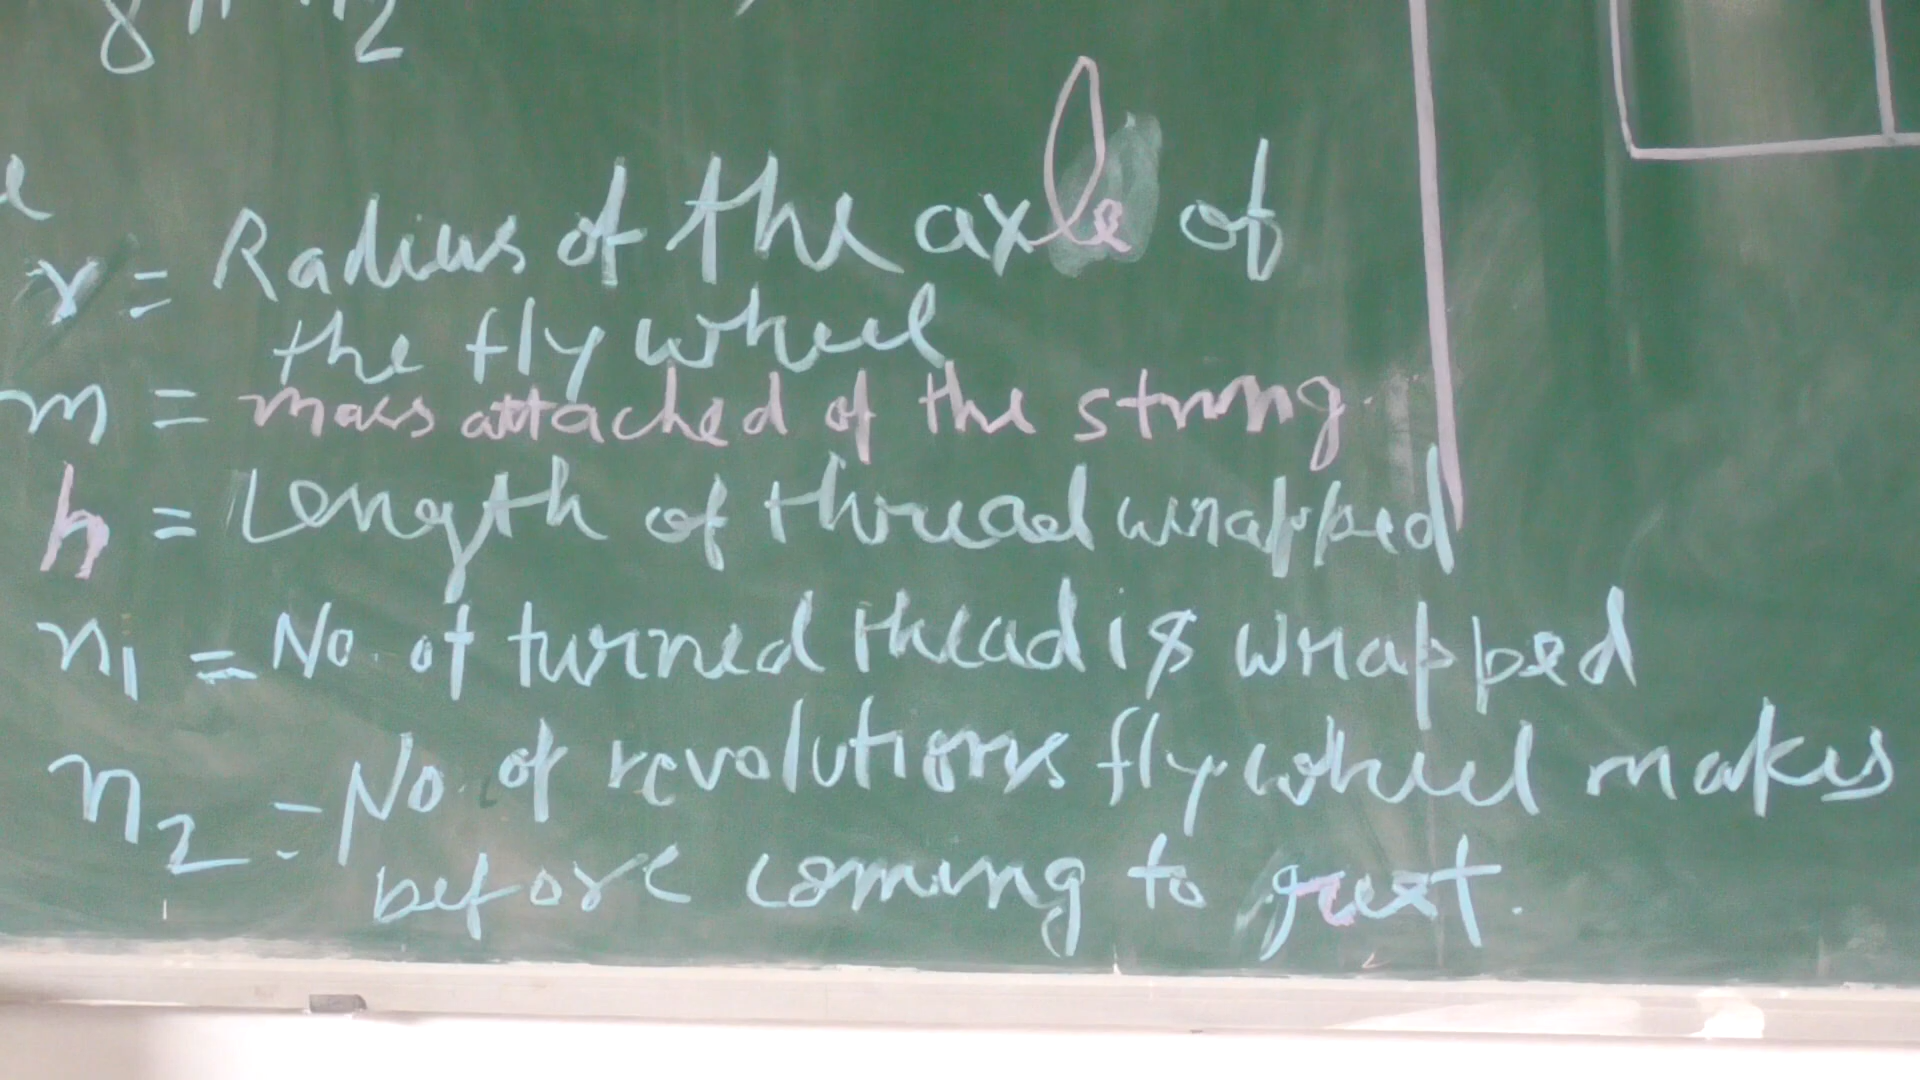 r = Radius of the axle of
the fly wheel
m = mass attached of the string.
h = Length of thread wrapped
n1 = No. of turned thead is wrapped
n2 = No. of revolutions fly wheel makes
before coming to rest.